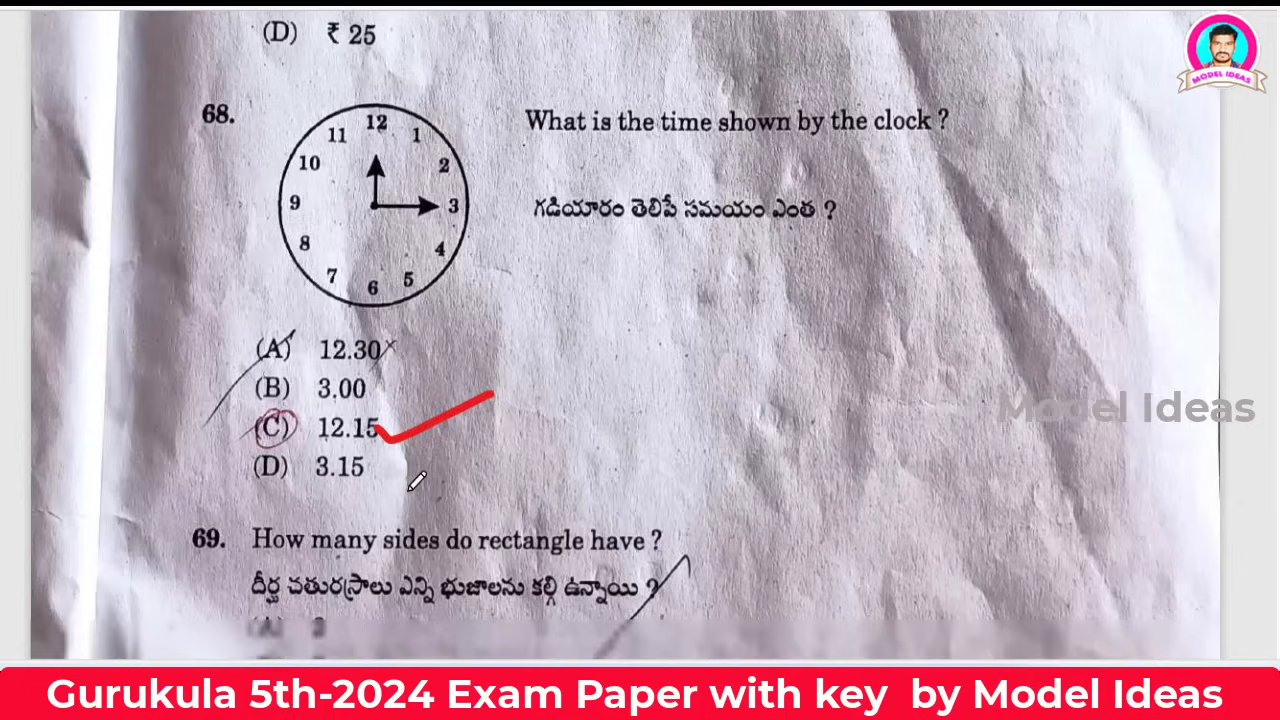 (D) ₹ 25
68.
12
11
1
10
2
9
3
8
4
7
6
5
What is the time shown by the clock ?
గడియారం తెలిపే సమయం ఎంత ?
(A) 12.30
(B) 3.00
(C) 12.15
(D) 3.15
69. How many sides do rectangle have ?
దీర్ఘ చతురస్రాలు ఎన్ని భుజాలను కల్గి ఉన్నాయి ?
(A) 3
MODEL IDEAS
Model Ideas
Gurukula 5th-2024 Exam Paper with key by Model Ideas